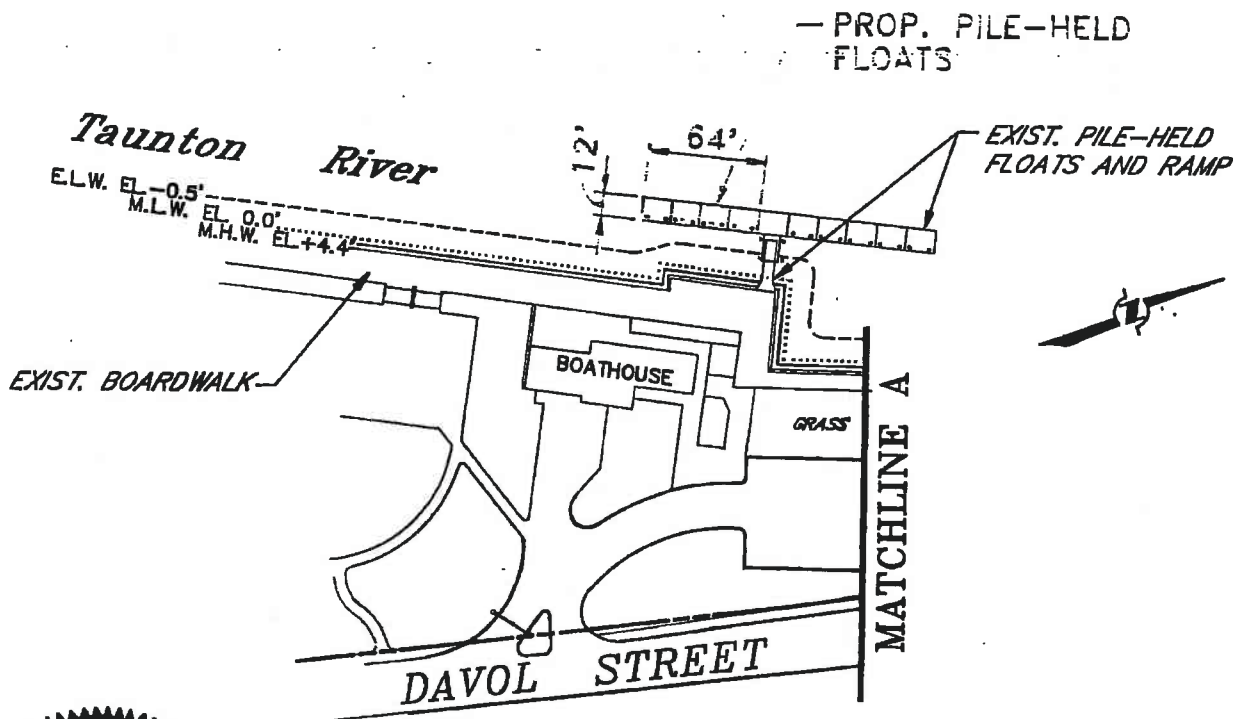 — PROP. PILE-HELD
FLOATS
Taunton River
12'
64'
EXIST. PILE-HELD
FLOATS AND RAMP
E.L.W. EL-0.5'
M.L.W. EL 0.0'
M.H.W. EL+4.4'
EXIST. BOARDWALK
BOATHOUSE
GRASS
MATCHLINE A
DAVOL STREET